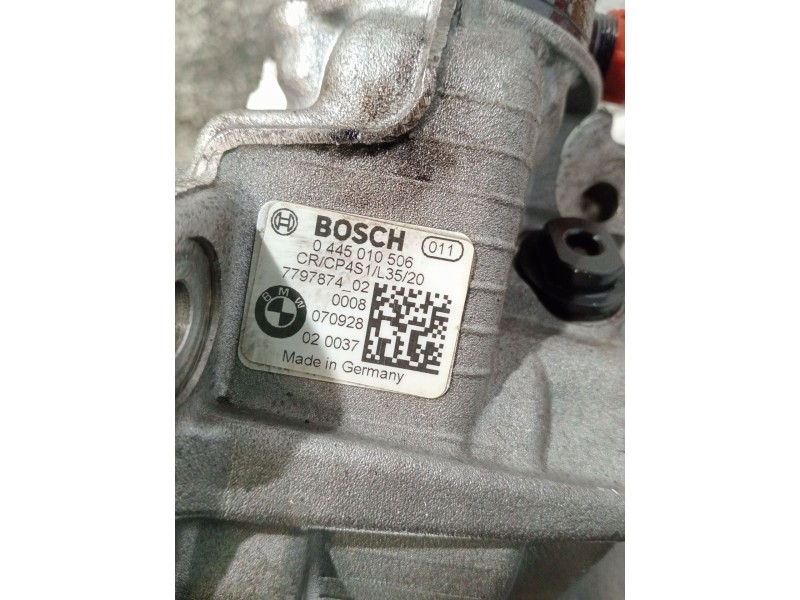 BOSCH 011
0 445 010 506
CR/CP4S1/L35/20
7797874_02
0008
BMW 070928
02 0037
Made in Germany